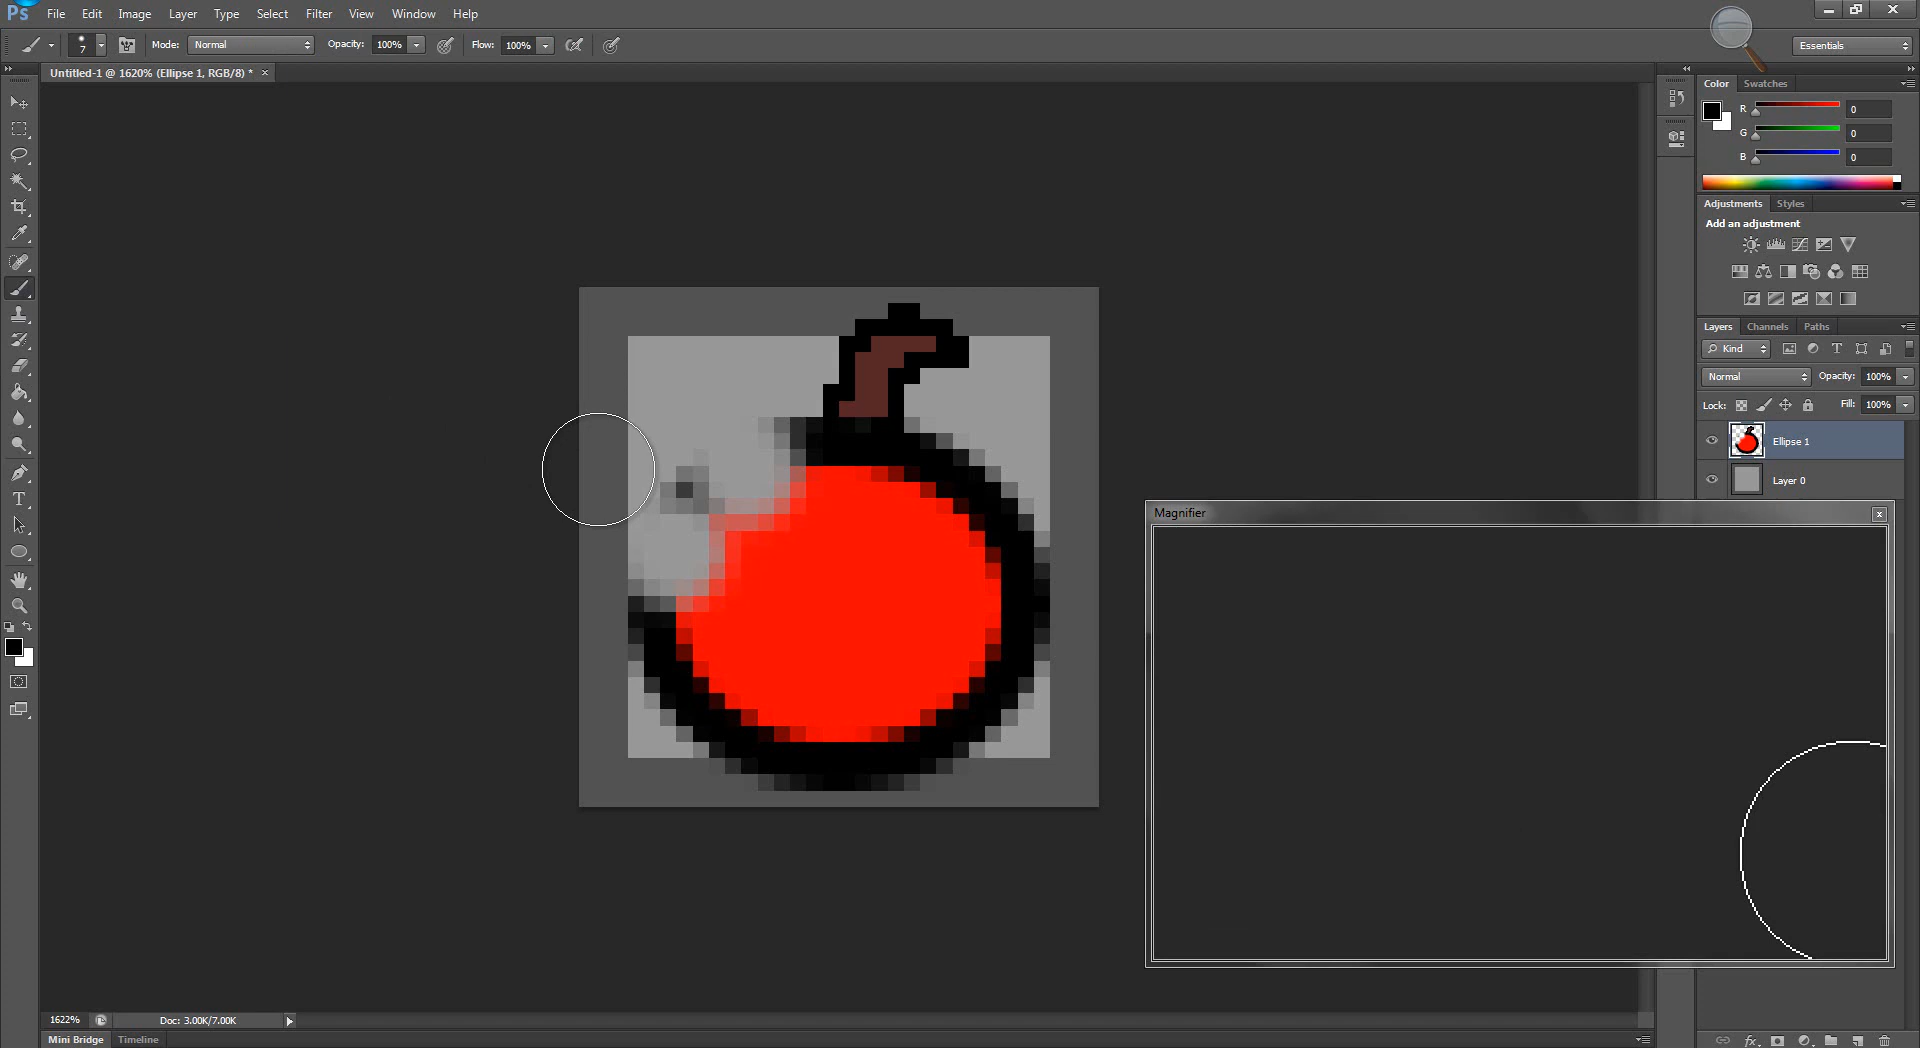 Ps File Edit Image Layer Type Select Filter View Window Help
7 Mode: Normal Opacity: 100% Flow: 100% Essentials
Untitled-1 @ 1620% (Ellipse 1, RGB/8) * ×
Color Swatches
R 0
G 0
B 0
Adjustments Styles
Add an adjustment
Layers Channels Paths
Kind T
Normal Opacity: 100%
Lock: Fill: 100%
Ellipse 1
Layer 0
Magnifier x
T
1622% Doc: 3.00K/7.00K
Mini Bridge Timeline
fx